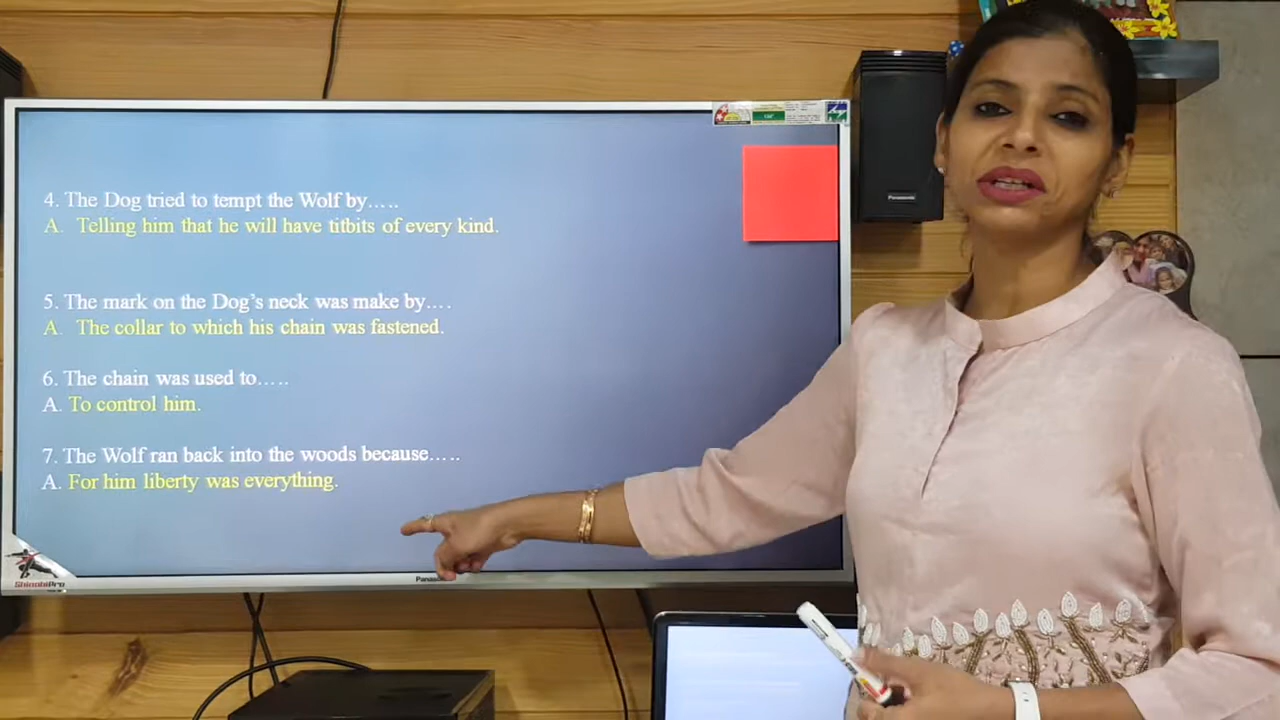 4. The Dog tried to tempt the Wolf by…..
A. Telling him that he will have titbits of every kind.
5. The mark on the Dog's neck was make by….
A. The collar to which his chain was fastened.
6. The chain was used to…..
A. To control him.
7. The Wolf ran back into the woods because…..
A. For him liberty was everything.
ShinobiPro
Panasonic